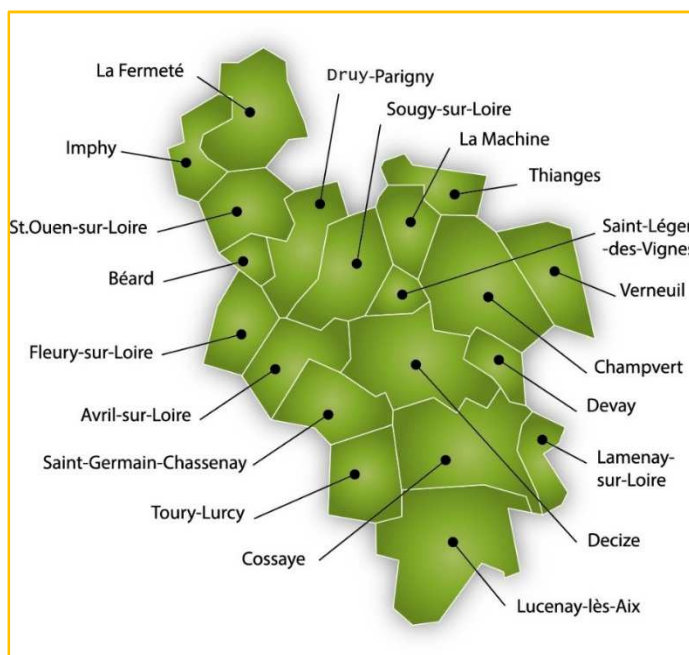 La Fermeté
Druy-Parigny
Sougy-sur-Loire
La Machine
Imphy
Thianges
St.Ouen-sur-Loire
Saint-Léger
-des-Vignes
Béard
Verneuil
Fleury-sur-Loire
Champvert
Avril-sur-Loire
Devay
Saint-Germain-Chassenay
Lamenay-
sur-Loire
Toury-Lurcy
Cossaye
Decize
Lucenay-lès-Aix